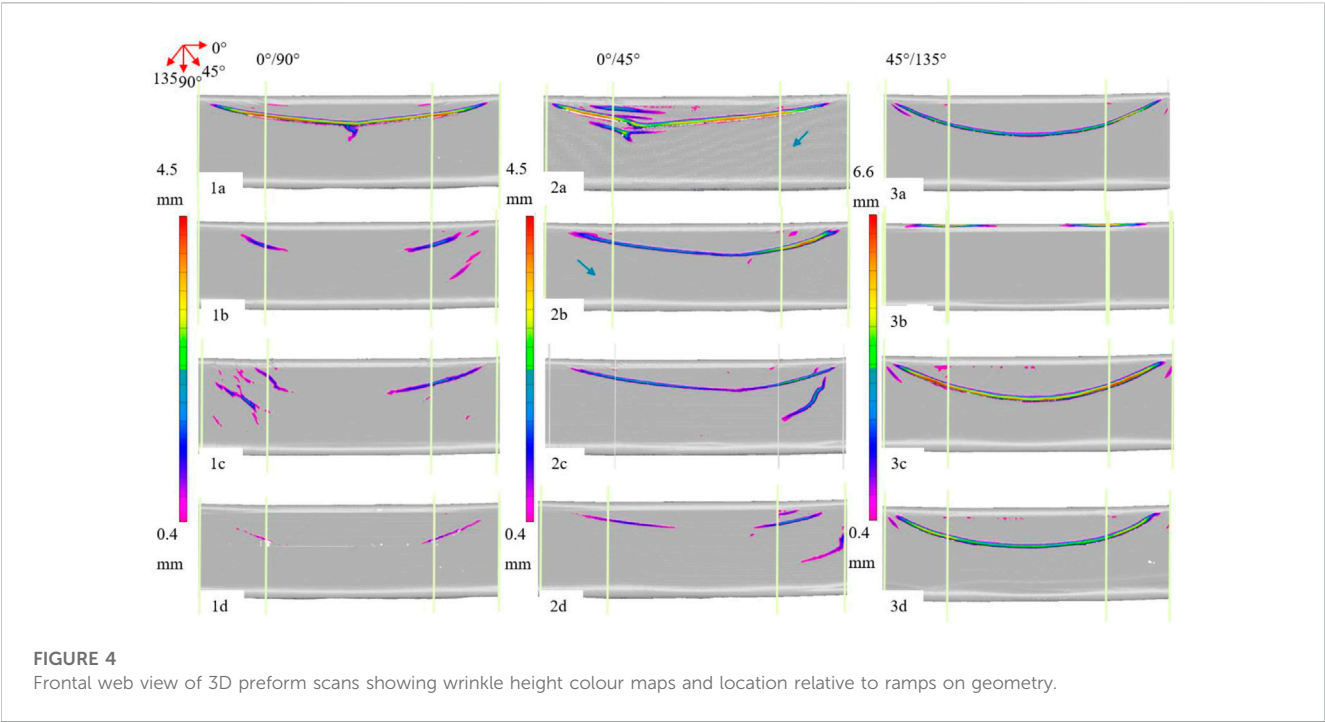 0°
135 90° 45°
0°/90°
0°/45°
45°/135°
4.5
mm
1a
4.5
mm
2a
6.6
mm
3a
1b
2b
3b
1c
2c
3c
0.4
mm
1d
0.4
mm
2d
0.4
mm
3d
FIGURE 4
Frontal web view of 3D preform scans showing wrinkle height colour maps and location relative to ramps on geometry.